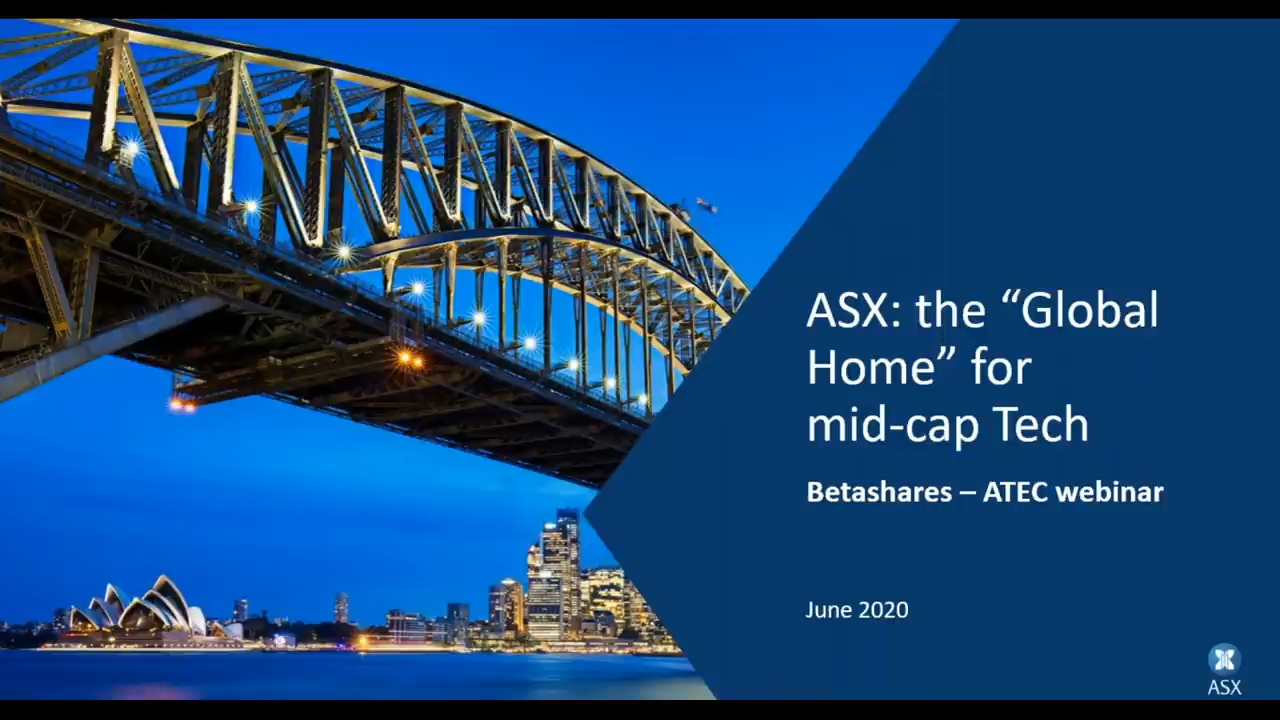 ASX: the “Global
Home” for
mid-cap Tech
Betashares – ATEC webinar
June 2020
ASX